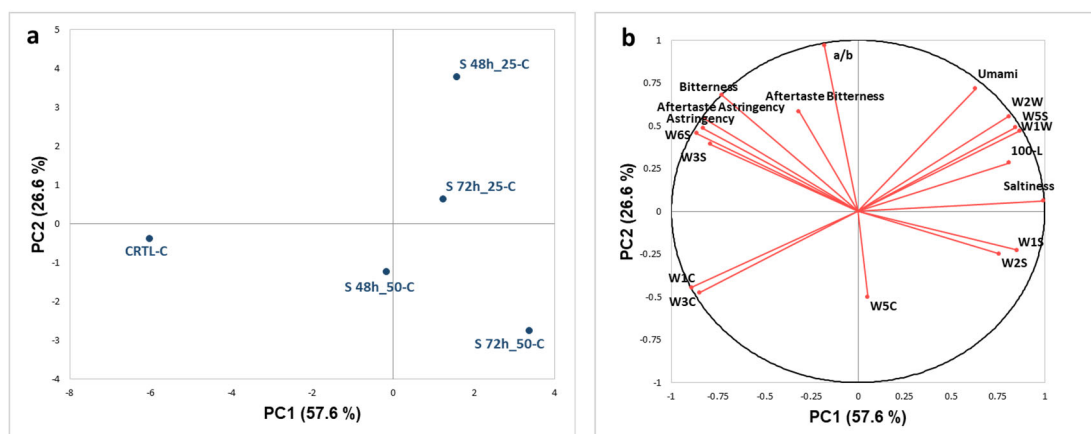 a
5
4
3
2
1
0
-1
-2
-3
-4
-8
-6
-4
-2
0
2
4
PC2 (26.6 %)
PC1 (57.6 %)
S 48h_25-C
S 72h_25-C
CRTL-C
S 48h_50-C
S 72h_50-C
b
1
0.75
0.5
0.25
0
-0.25
-0.5
-0.75
-1
-1
-0.75
-0.5
-0.25
0
0.25
0.5
0.75
1
PC2 (26.6 %)
PC1 (57.6 %)
a/b
Umami
Bitterness
Aftertaste Bitterness
W2W
Aftertaste Astringency
W5S
Astringency
W1W
W6S
100-L
W3S
Saltiness
W1S
W2S
W1C
W3C
W5C